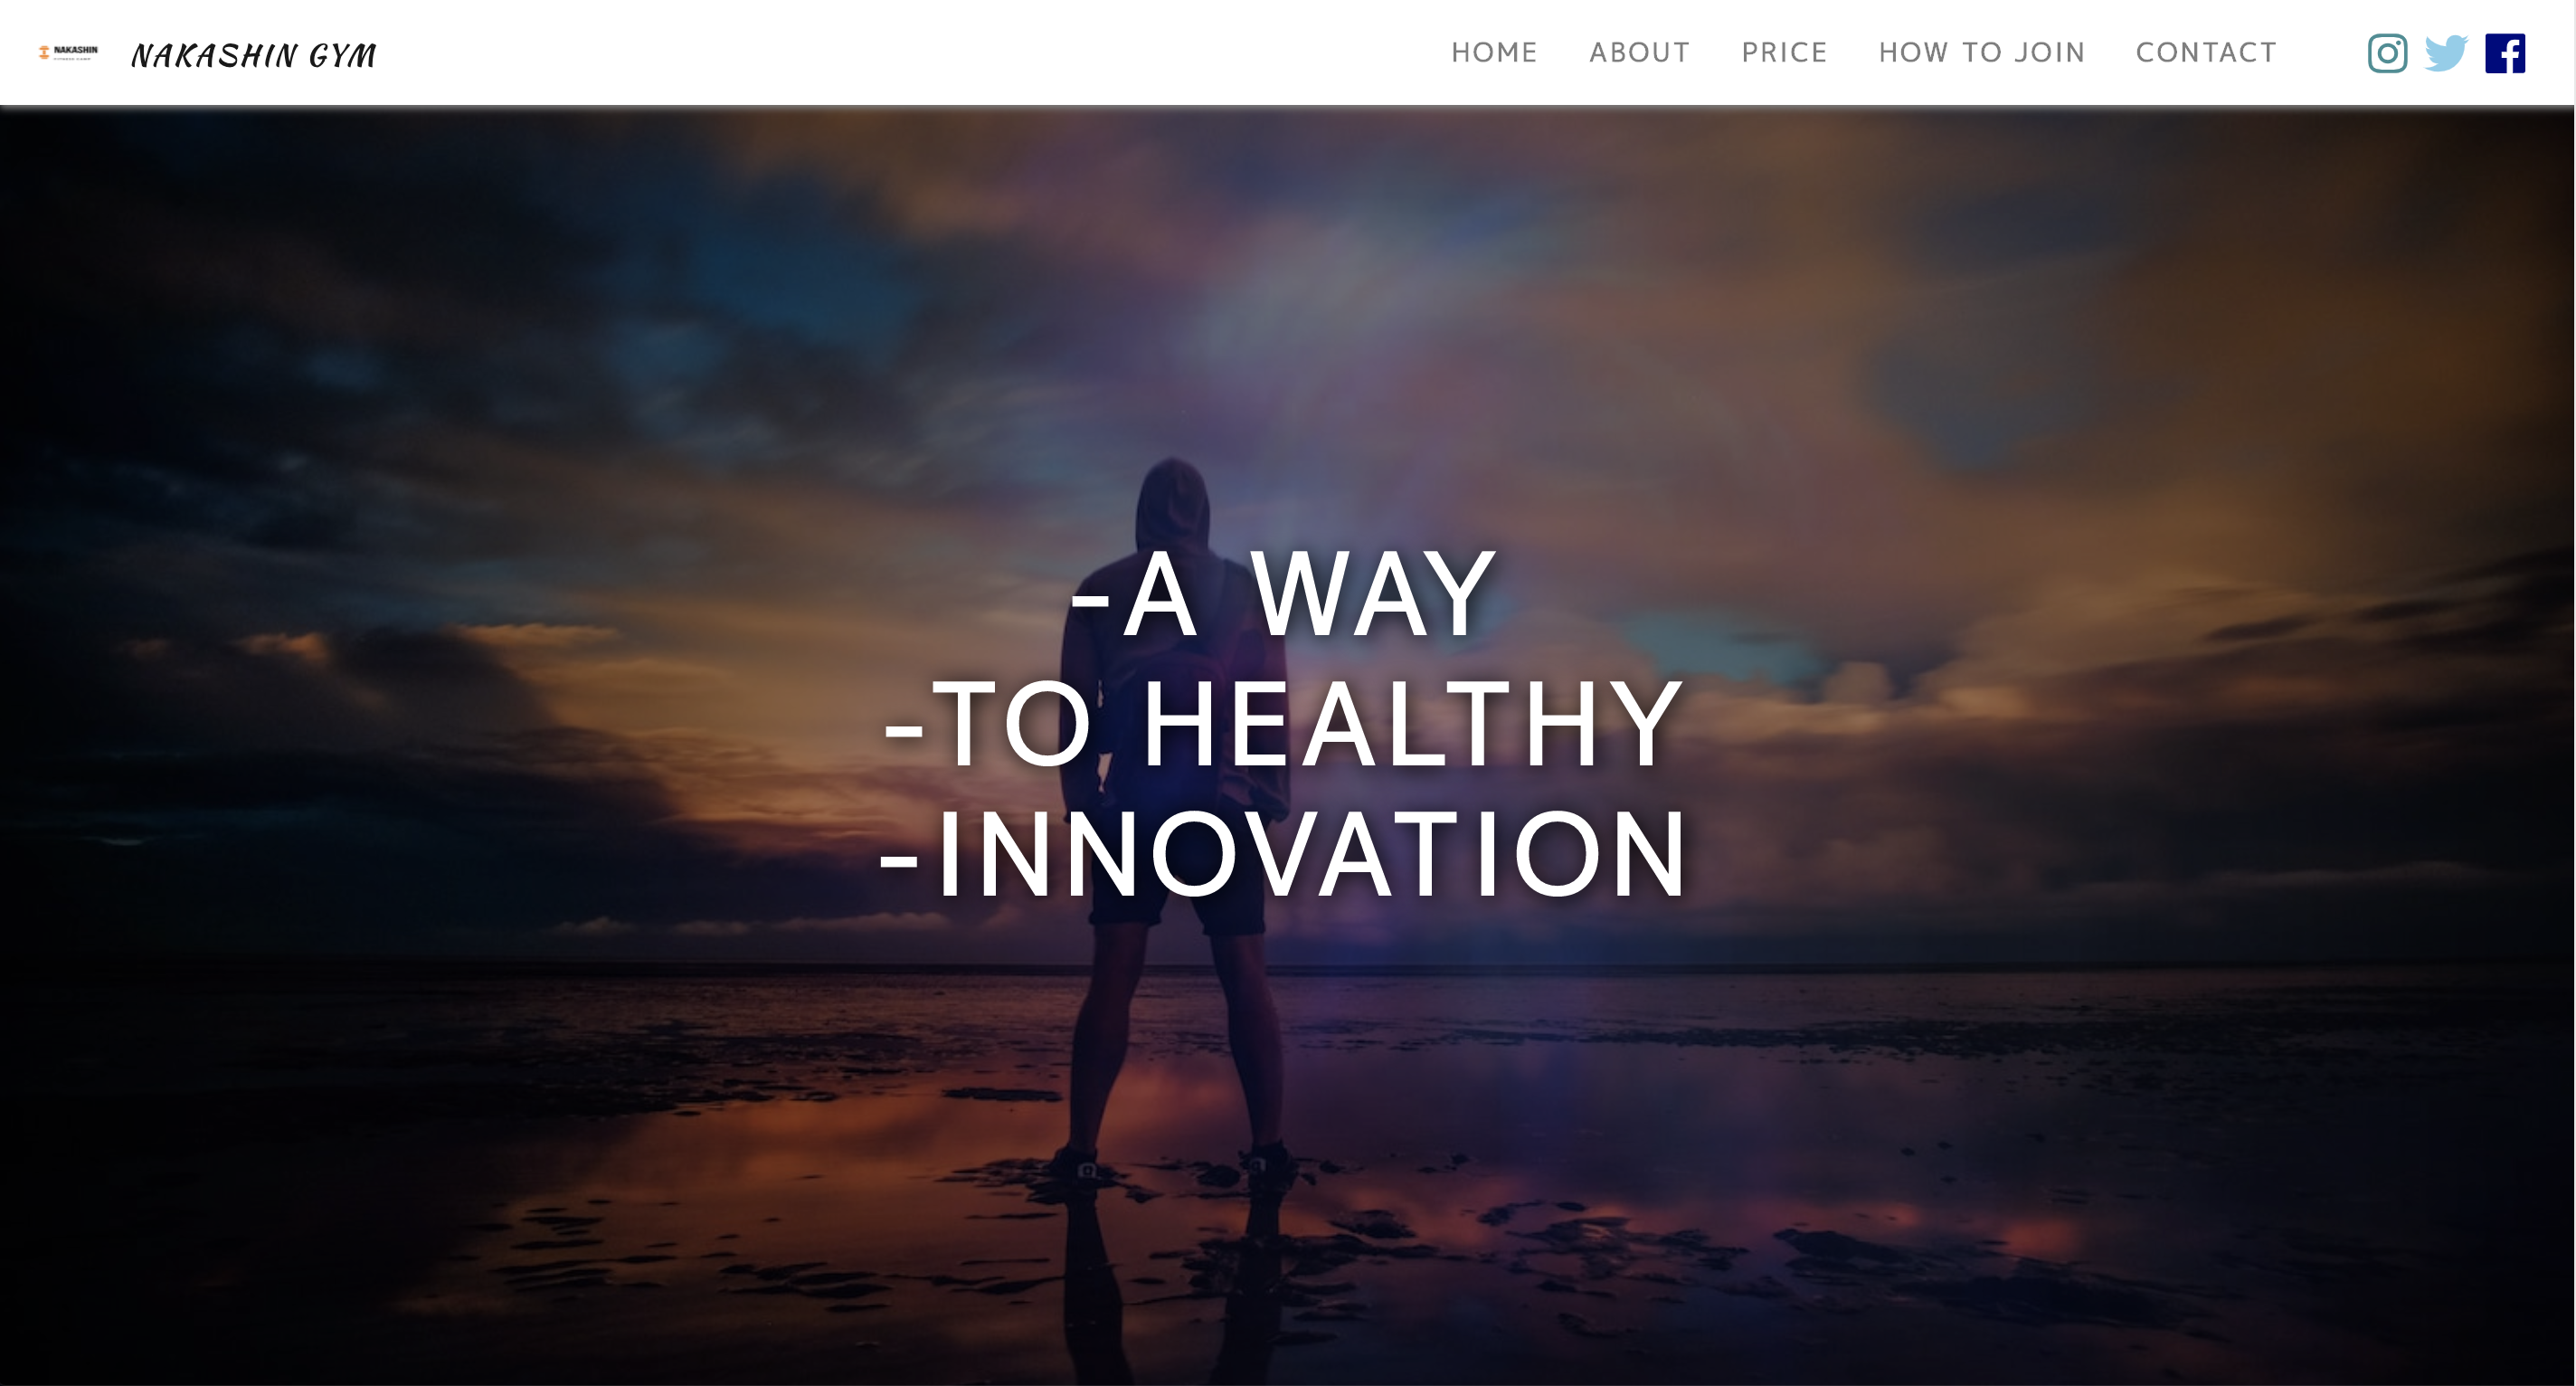 NAKASHIN
NAKASHIN GYM
HOME
ABOUT
PRICE
HOW TO JOIN
CONTACT
-A WAY
-TO HEALTHY
-INNOVATION